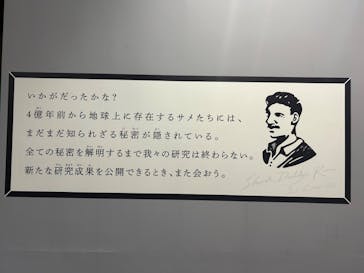 いかがだったかな?
4億年前から地球上に存在するサメたちには、
まだまだ知られざる秘密が隠されている。
全ての秘密を解明するまで我々の研究は終わらない。
新たな研究成果を公開できるとき、また会おう。